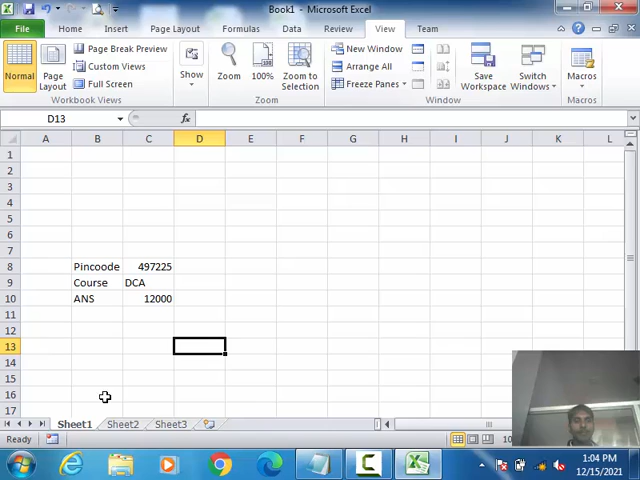 Book1 - Microsoft Excel
File Home Insert Page Layout Formulas Data Review View Team
Normal
Page Layout
Page Break Preview
Custom Views
Full Screen
Workbook Views
Show
Zoom
100%
Zoom to Selection
Zoom
New Window
Arrange All
Freeze Panes
Save Workspace
Switch Windows
Window
Macros
Macros
D13 fx
A B C D E F G H I J K L
1
2
3
4
5
6
7
8 Pincoode 497225
9 Course DCA
10 ANS 12000
11
12
13
14
15
16
17
Sheet1 Sheet2 Sheet3
Ready
10
1:04 PM
12/15/2021